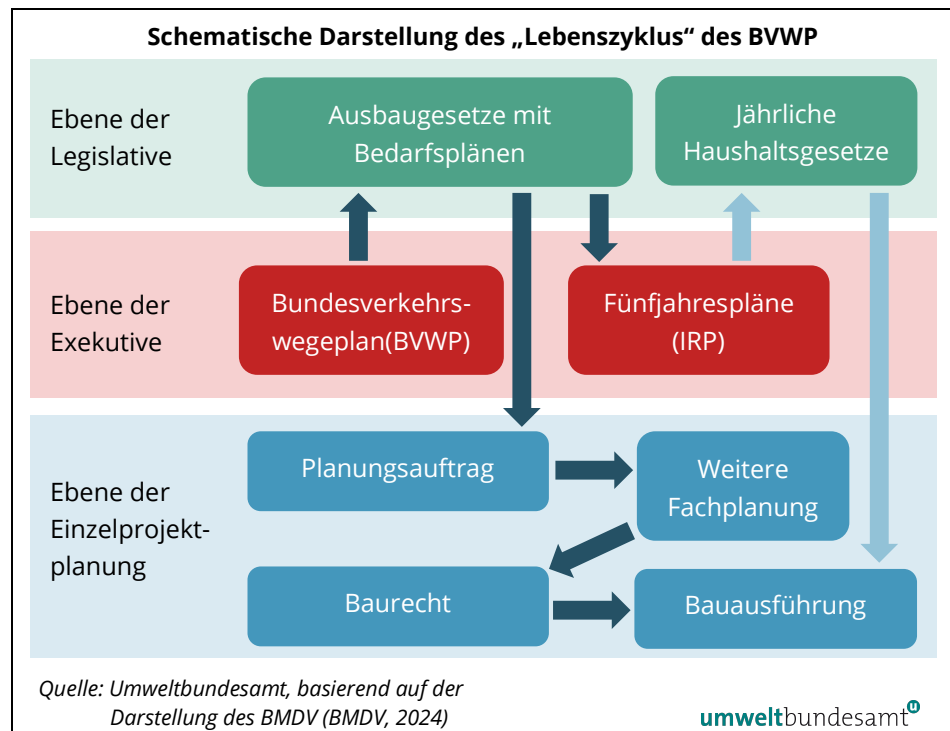 Schematische Darstellung des „Lebenszyklus“ des BVWP
Ebene der
Legislative
Ausbaugesetze mit
Bedarfsplänen
Jährliche
Haushaltsgesetze
Ebene der
Exekutive
Bundesverkehrs-
wegeplan(BVWP)
Fünfjahrespläne
(IRP)
Ebene der
Einzelprojekt-
planung
Planungsauftrag
Weitere
Fachplanung
Baurecht
Bauausführung
Quelle: Umweltbundesamt, basierend auf der
Darstellung des BMDV (BMDV, 2024)
umweltbundesamt u